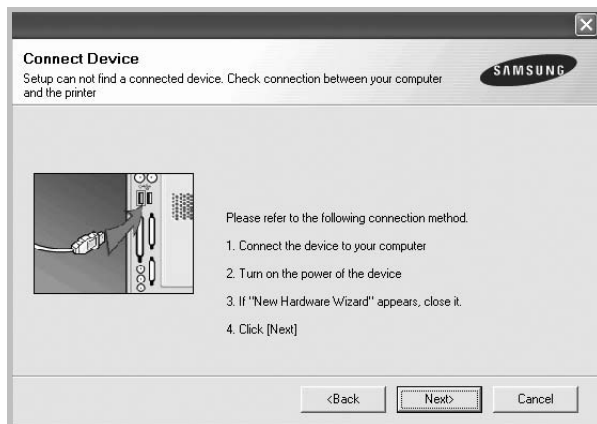 Connect Device
Setup can not find a connected device. Check connection between your computer
and the printer
SAMSUNG
Please refer to the following connection method.
1. Connect the device to your computer
2. Turn on the power of the device
3. If "New Hardware Wizard" appears, close it.
4. Click [Next]
<Back
Next>
Cancel